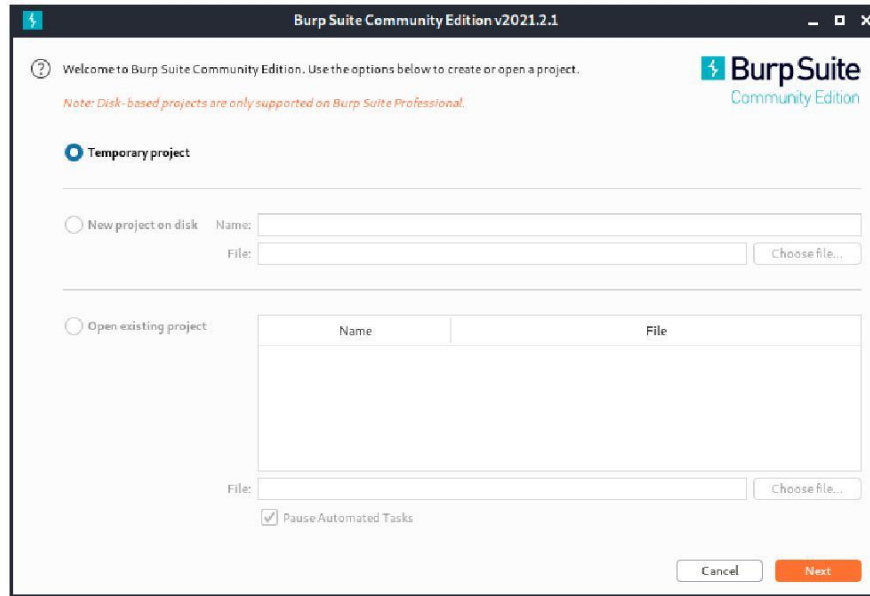 Burp Suite Community Edition v2021.2.1
Welcome to Burp Suite Community Edition. Use the options below to create or open a project.
Note: Disk-based projects are only supported on Burp Suite Professional.
Burp Suite
Community Edition
Temporary project
New project on disk Name:
File: Choose file...
Open existing project
Name File
File: Choose file...
Pause Automated Tasks
Cancel Next